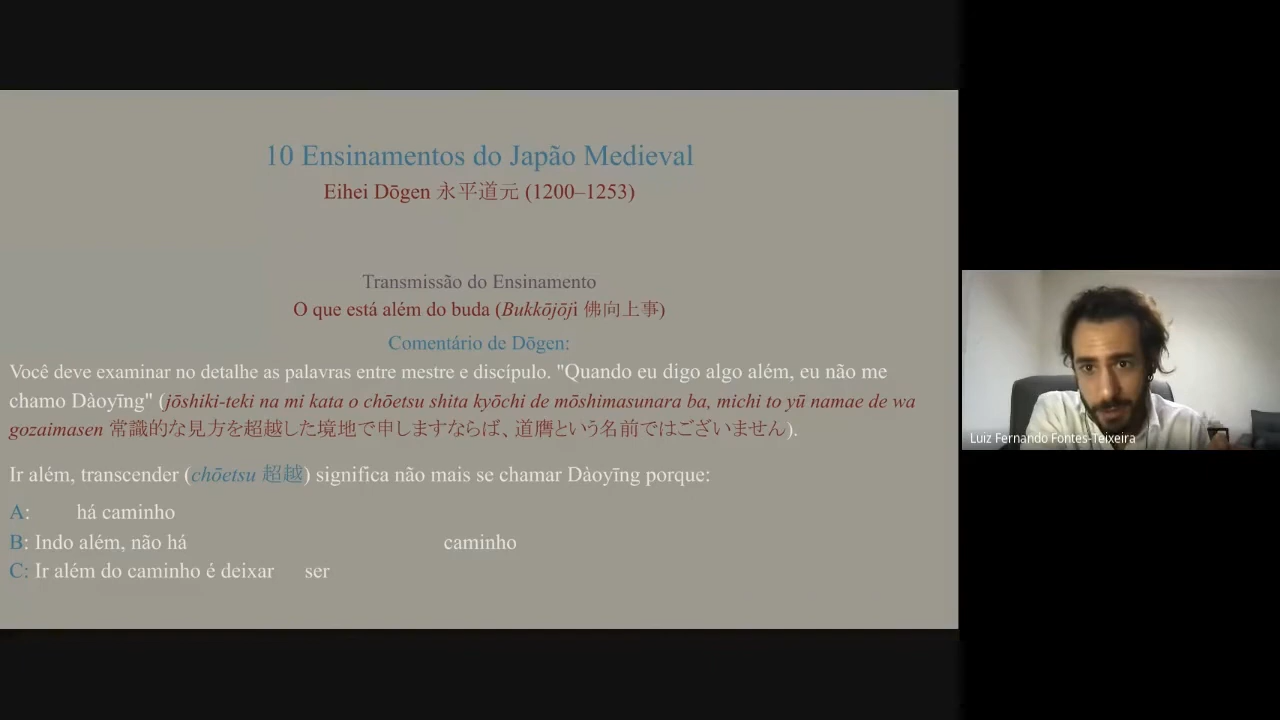 10 Ensinamentos do Japão Medieval
Eihei Dōgen 永平道元 (1200–1253)
Transmissão do Ensinamento
O que está além do buda (Bukkōjōji 佛向上事)
Comentário de Dōgen:
Você deve examinar no detalhe as palavras entre mestre e discípulo. "Quando eu digo algo além, eu não me
chamo Dàoyīng" (jōshiki-teki na mi kata o chōetsu shita kyōchi de mōshimasunara ba, michi to yū namae de wa
gozaimasen 常識的な見方を超越した境地で申しますならば、道膺という名前ではございません).
Ir além, transcender (chōetsu 超越) significa não mais se chamar Dàoyīng porque:
A: há caminho
B: Indo além, não há caminho
C: Ir além do caminho é deixar ser
Luiz Fernando Fontes-Teixeira